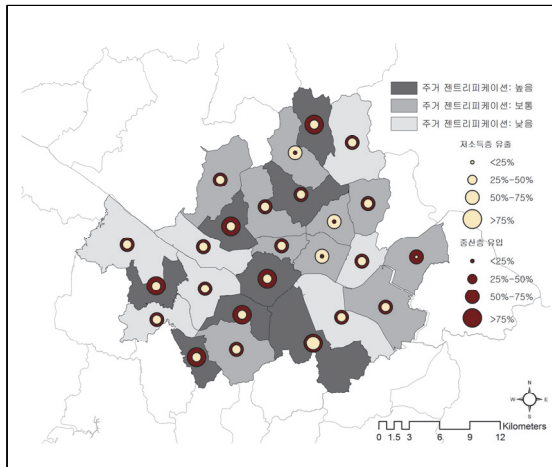 주거 젠트리피케이션: 높음
주거 젠트리피케이션: 보통
주거 젠트리피케이션: 낮음
저소득층 유출
<25%
25%-50%
50%-75%
>75%
중산층 유입
<25%
25%-50%
50%-75%
>75%
N
W E
S
Kilometers
0 1.5 3 6 9 12